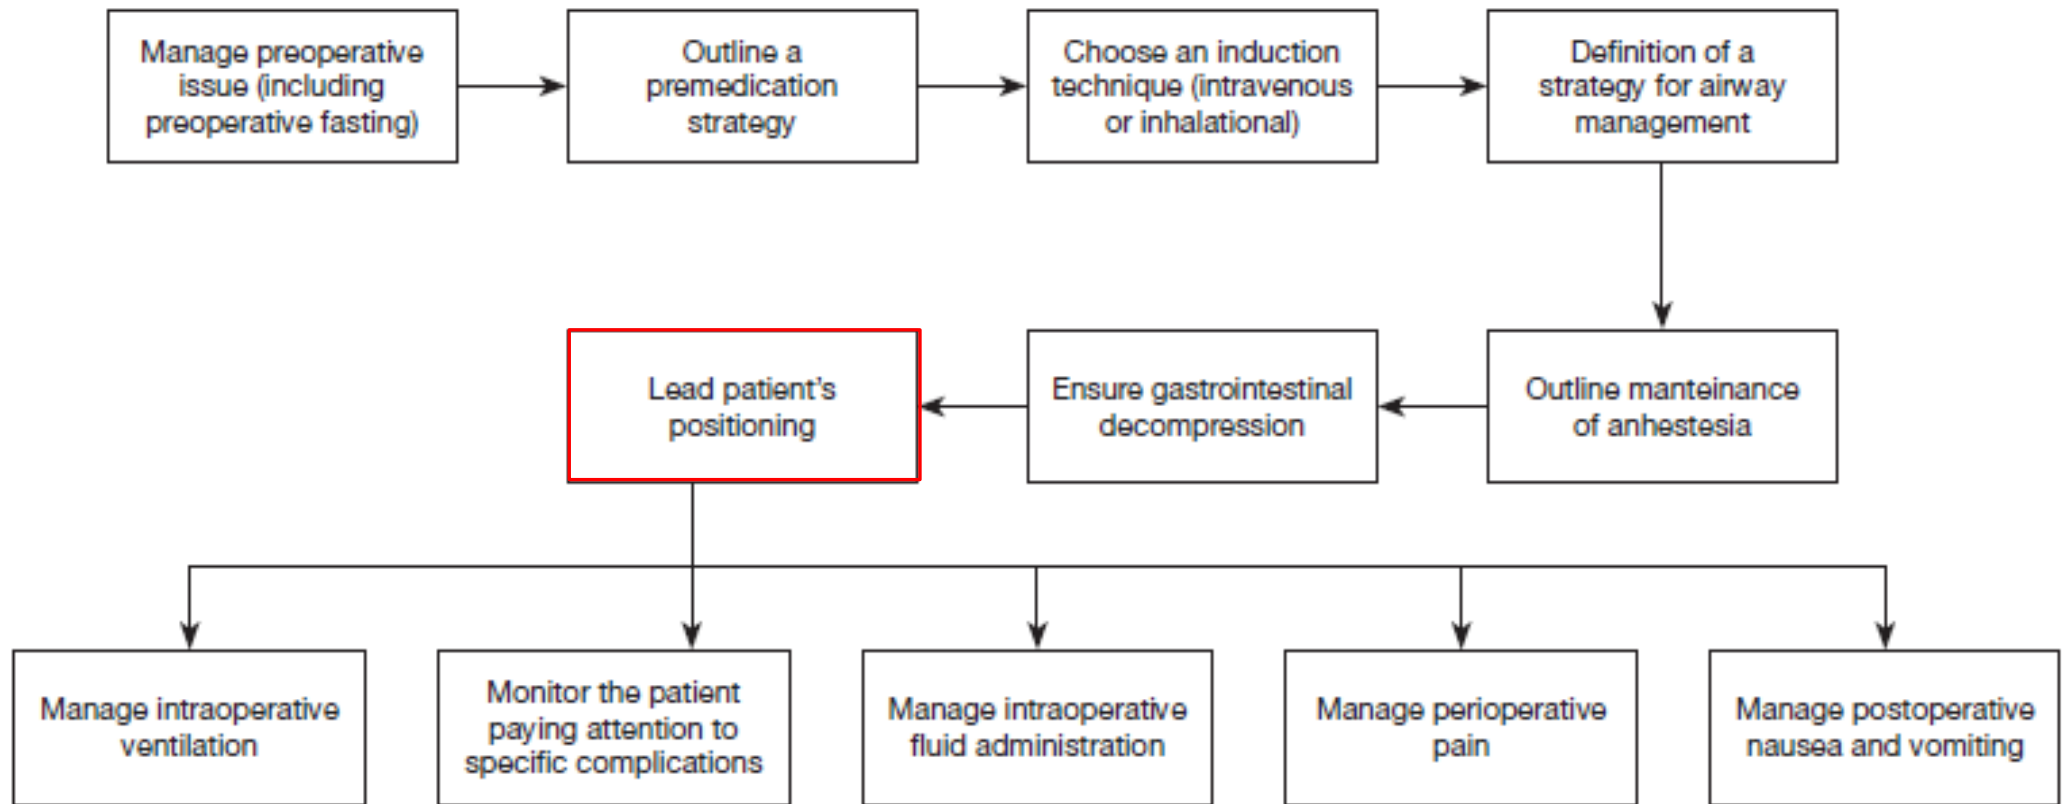 Manage preoperative
issue (including
preoperative fasting)
Outline a
premedication
strategy
Choose an induction
technique (intravenous
or inhalational)
Definition of a
strategy for airway
management
Lead patient’s
positioning
Ensure gastrointestinal
decompression
Outline manteinance
of anhestesia
Manage intraoperative
ventilation
Monitor the patient
paying attention to
specific complications
Manage intraoperative
fluid administration
Manage perioperative
pain
Manage postoperative
nausea and vomiting